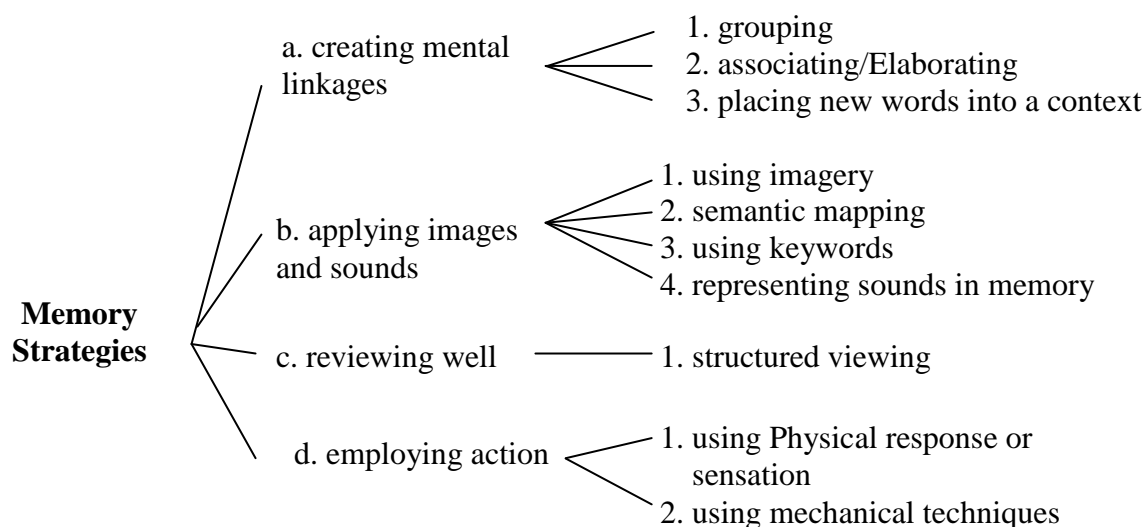 Memory
Strategies
a. creating mental
linkages
1. grouping
2. associating/Elaborating
3. placing new words into a context
b. applying images
and sounds
1. using imagery
2. semantic mapping
3. using keywords
4. representing sounds in memory
c. reviewing well
1. structured viewing
d. employing action
1. using Physical response or
sensation
2. using mechanical techniques